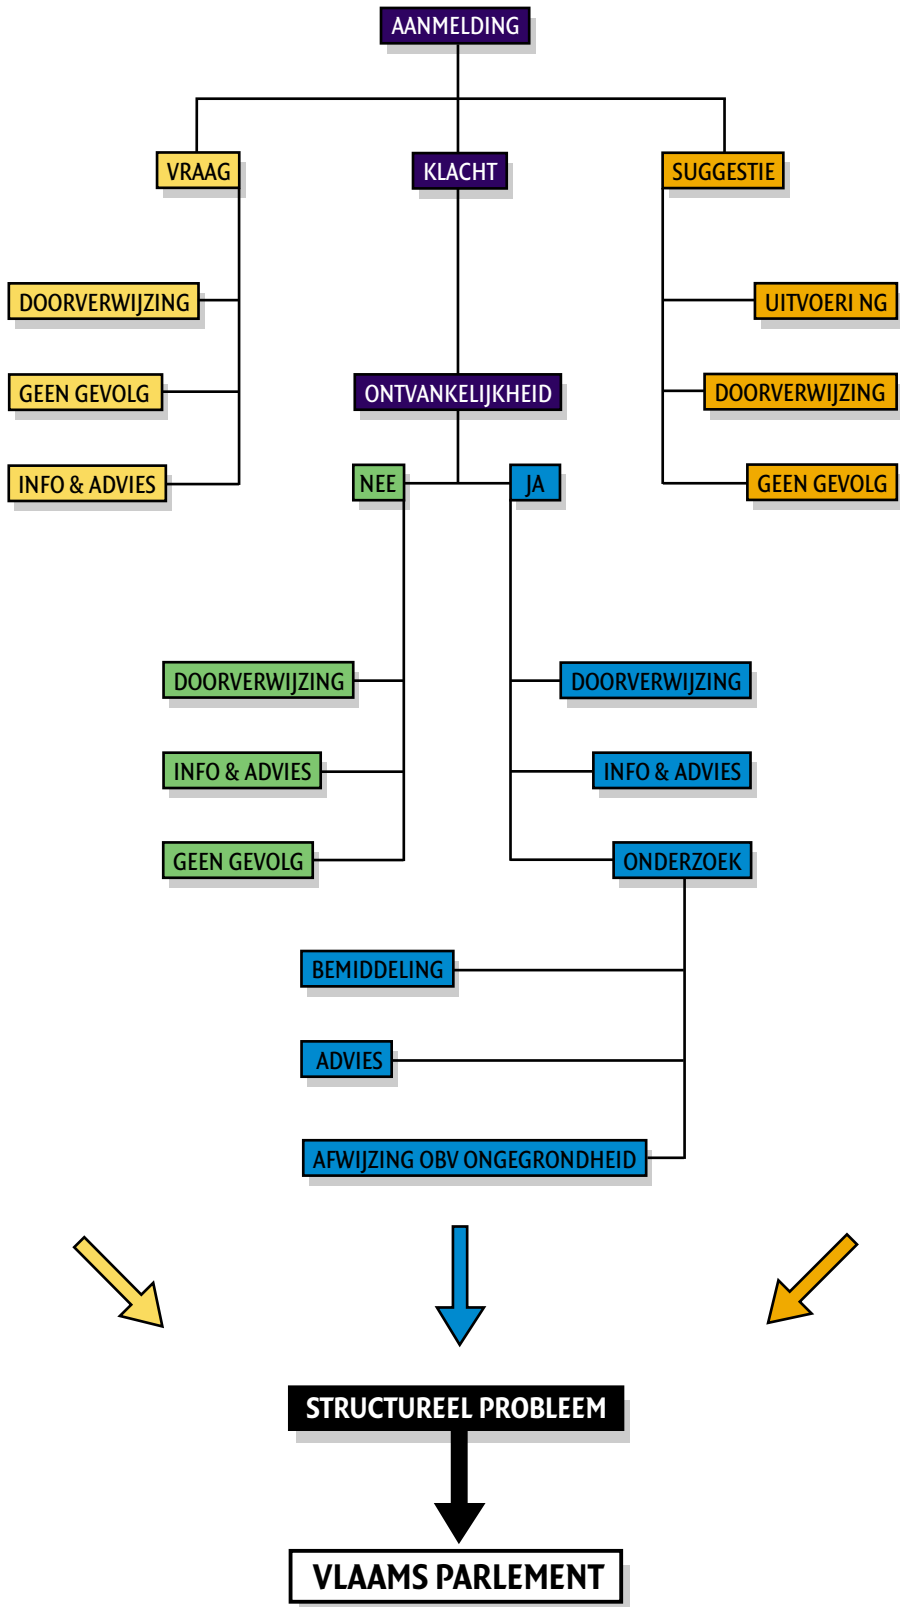 AANMELDING
VRAAG
KLACHT
SUGGESTIE
DOORVERWIJZING
UITVOERI NG
GEEN GEVOLG
ONTVANKELIJKHEID
DOORVERWIJZING
INFO & ADVIES
NEE
JA
GEEN GEVOLG
DOORVERWIJZING
DOORVERWIJZING
INFO & ADVIES
INFO & ADVIES
GEEN GEVOLG
ONDERZOEK
BEMIDDELING
ADVIES
AFWIJZING OBV ONGEGRONDHEID
STRUCTUREEL PROBLEEM
VLAAMS PARLEMENT